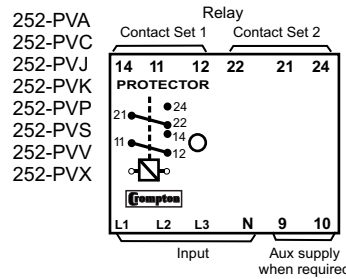 252-PVA
252-PVC
252-PVJ
252-PVK
252-PVP
252-PVS
252-PVV
252-PVX
Relay
Contact Set 1 Contact Set 2
14 11 12 22 21 24
PROTECTOR
24
21
22
14
11
12
Crompton
L1 L2 L3 N 9 10
Input Aux supply
when required